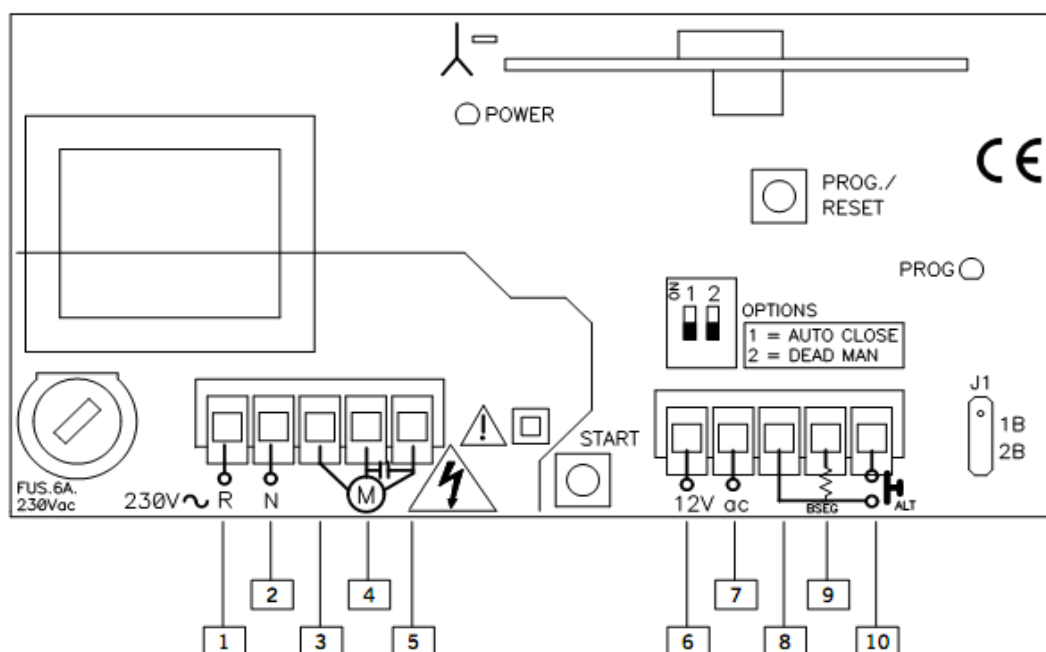 POWER
CE
PROG./
RESET
PROG
ON
1 2
OPTIONS
1 = AUTO CLOSE
2 = DEAD MAN
J1
1B
2B
START
FUS.6A.
230Vac
230V~ R N
M
12V ac
BSEG
ALT
2 4 7 9
1 3 5 6 8 10